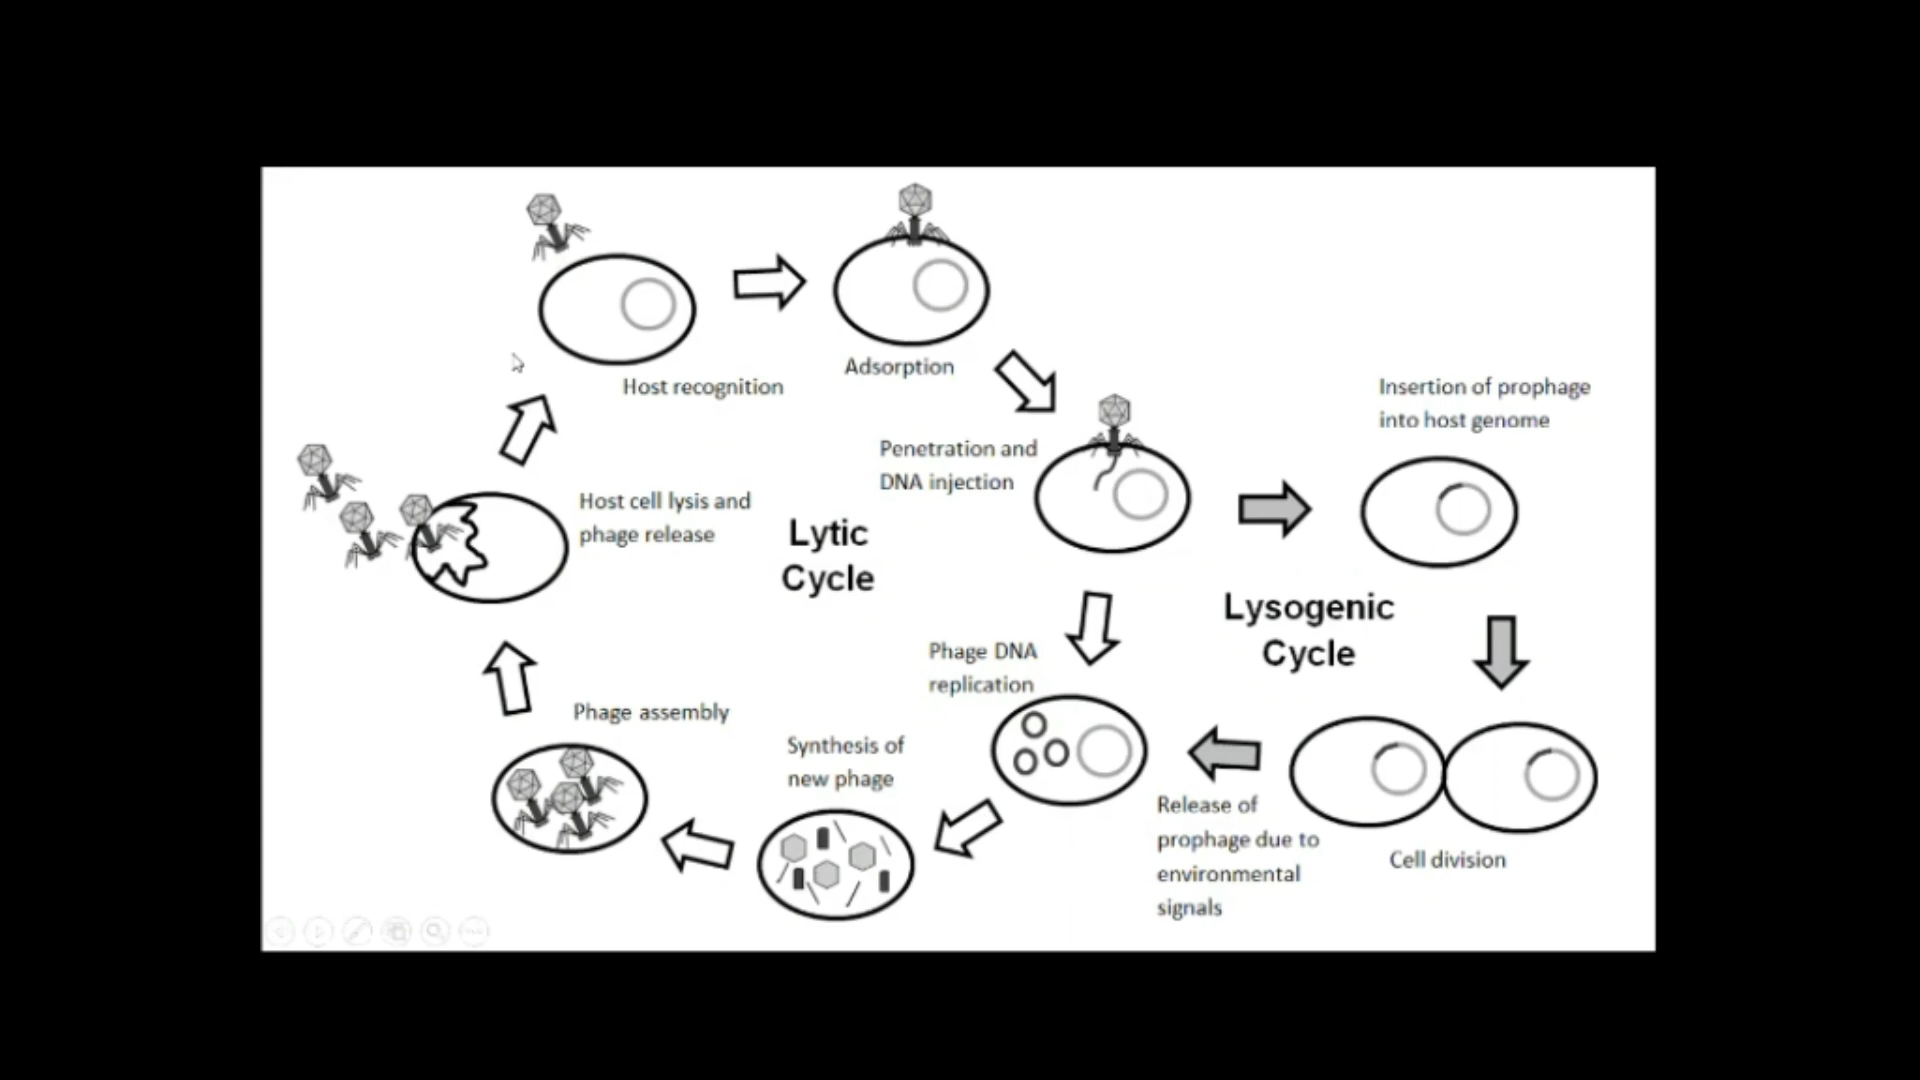 Host recognition
Adsorption
Penetration and
DNA injection
Insertion of prophage
into host genome
Host cell lysis and
phage release
Lytic
Cycle
Lysogenic
Cycle
Phage DNA
replication
Phage assembly
Synthesis of
new phage
Release of
prophage due to
environmental
signals
Cell division